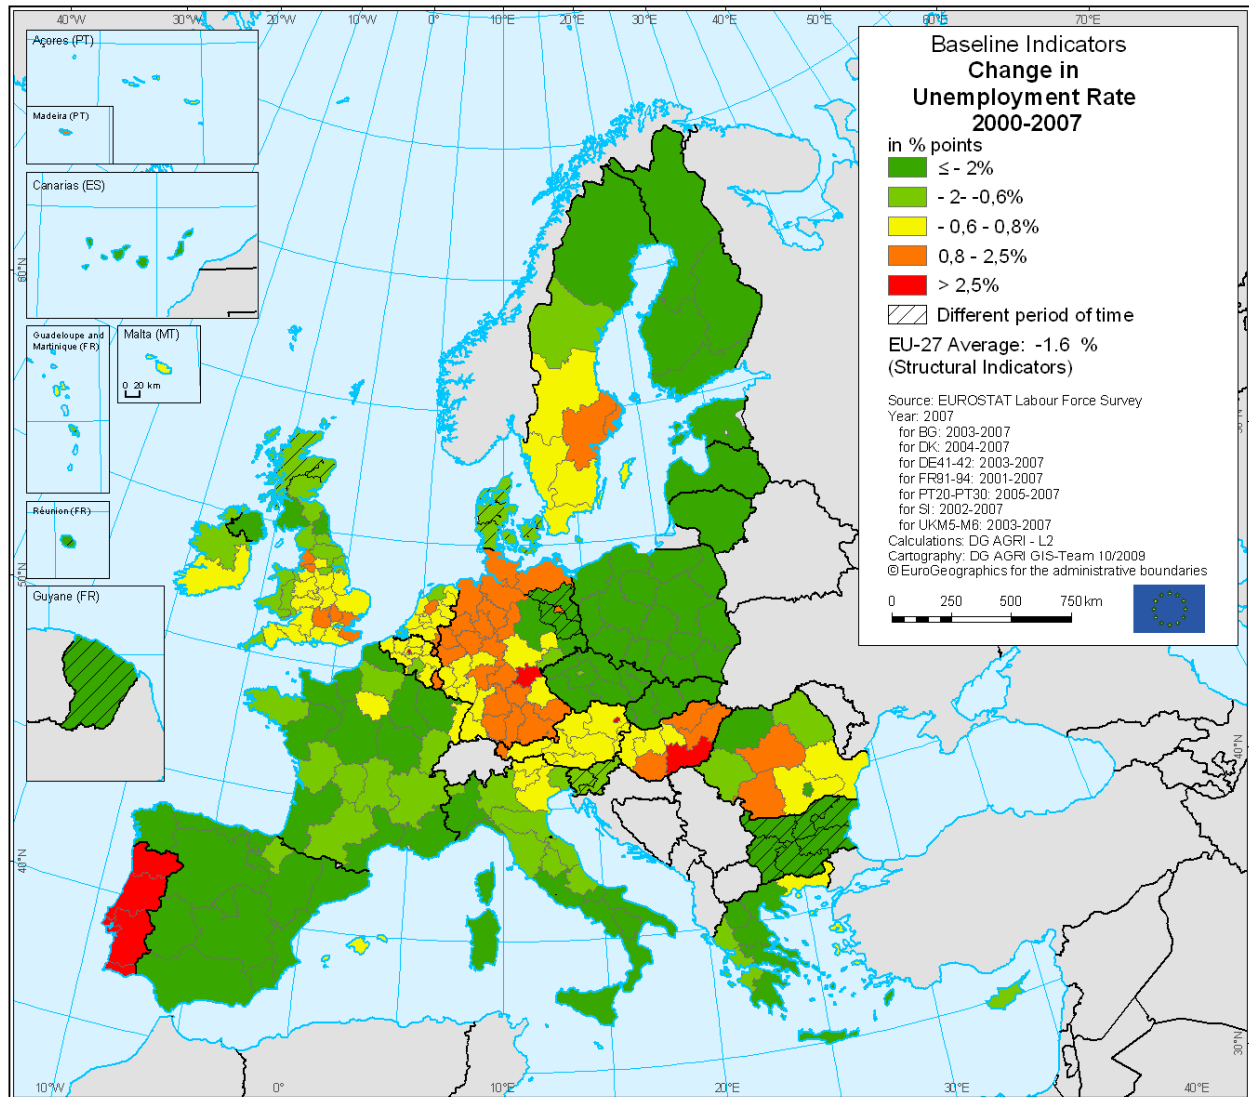 40°W
30°W
20°W
10°W
0°
10°E
20°E
30°E
40°E
50°E
60°E
70°E
Açores (PT)
Madeira (PT)
Canarias (ES)
Guadeloupe and
Martinique (FR)
Malta (MT)
0 20 km
Réunion (FR)
Guyane (FR)
Baseline Indicators
Change in
Unemployment Rate
2000-2007
in % points
≤ - 2%
- 2- -0,6%
- 0,6 - 0,8%
0,8 - 2,5%
> 2,5%
Different period of time
EU-27 Average: -1.6 %
(Structural Indicators)
Source: EUROSTAT Labour Force Survey
Year: 2007
for BG: 2003-2007
for DK: 2004-2007
for DE41-42: 2003-2007
for FR91-94: 2001-2007
for PT20-PT30: 2005-2007
for SI: 2002-2007
for UKM5-M6: 2003-2007
Calculations: DG AGRI - L2
Cartography: DG AGRI GIS-Team 10/2009
© EuroGeographics for the administrative boundaries
0 250 500 750 km
60°N
50°N
40°N
40°N
30°N
10°W
0°
10°E
20°E
30°E
40°E